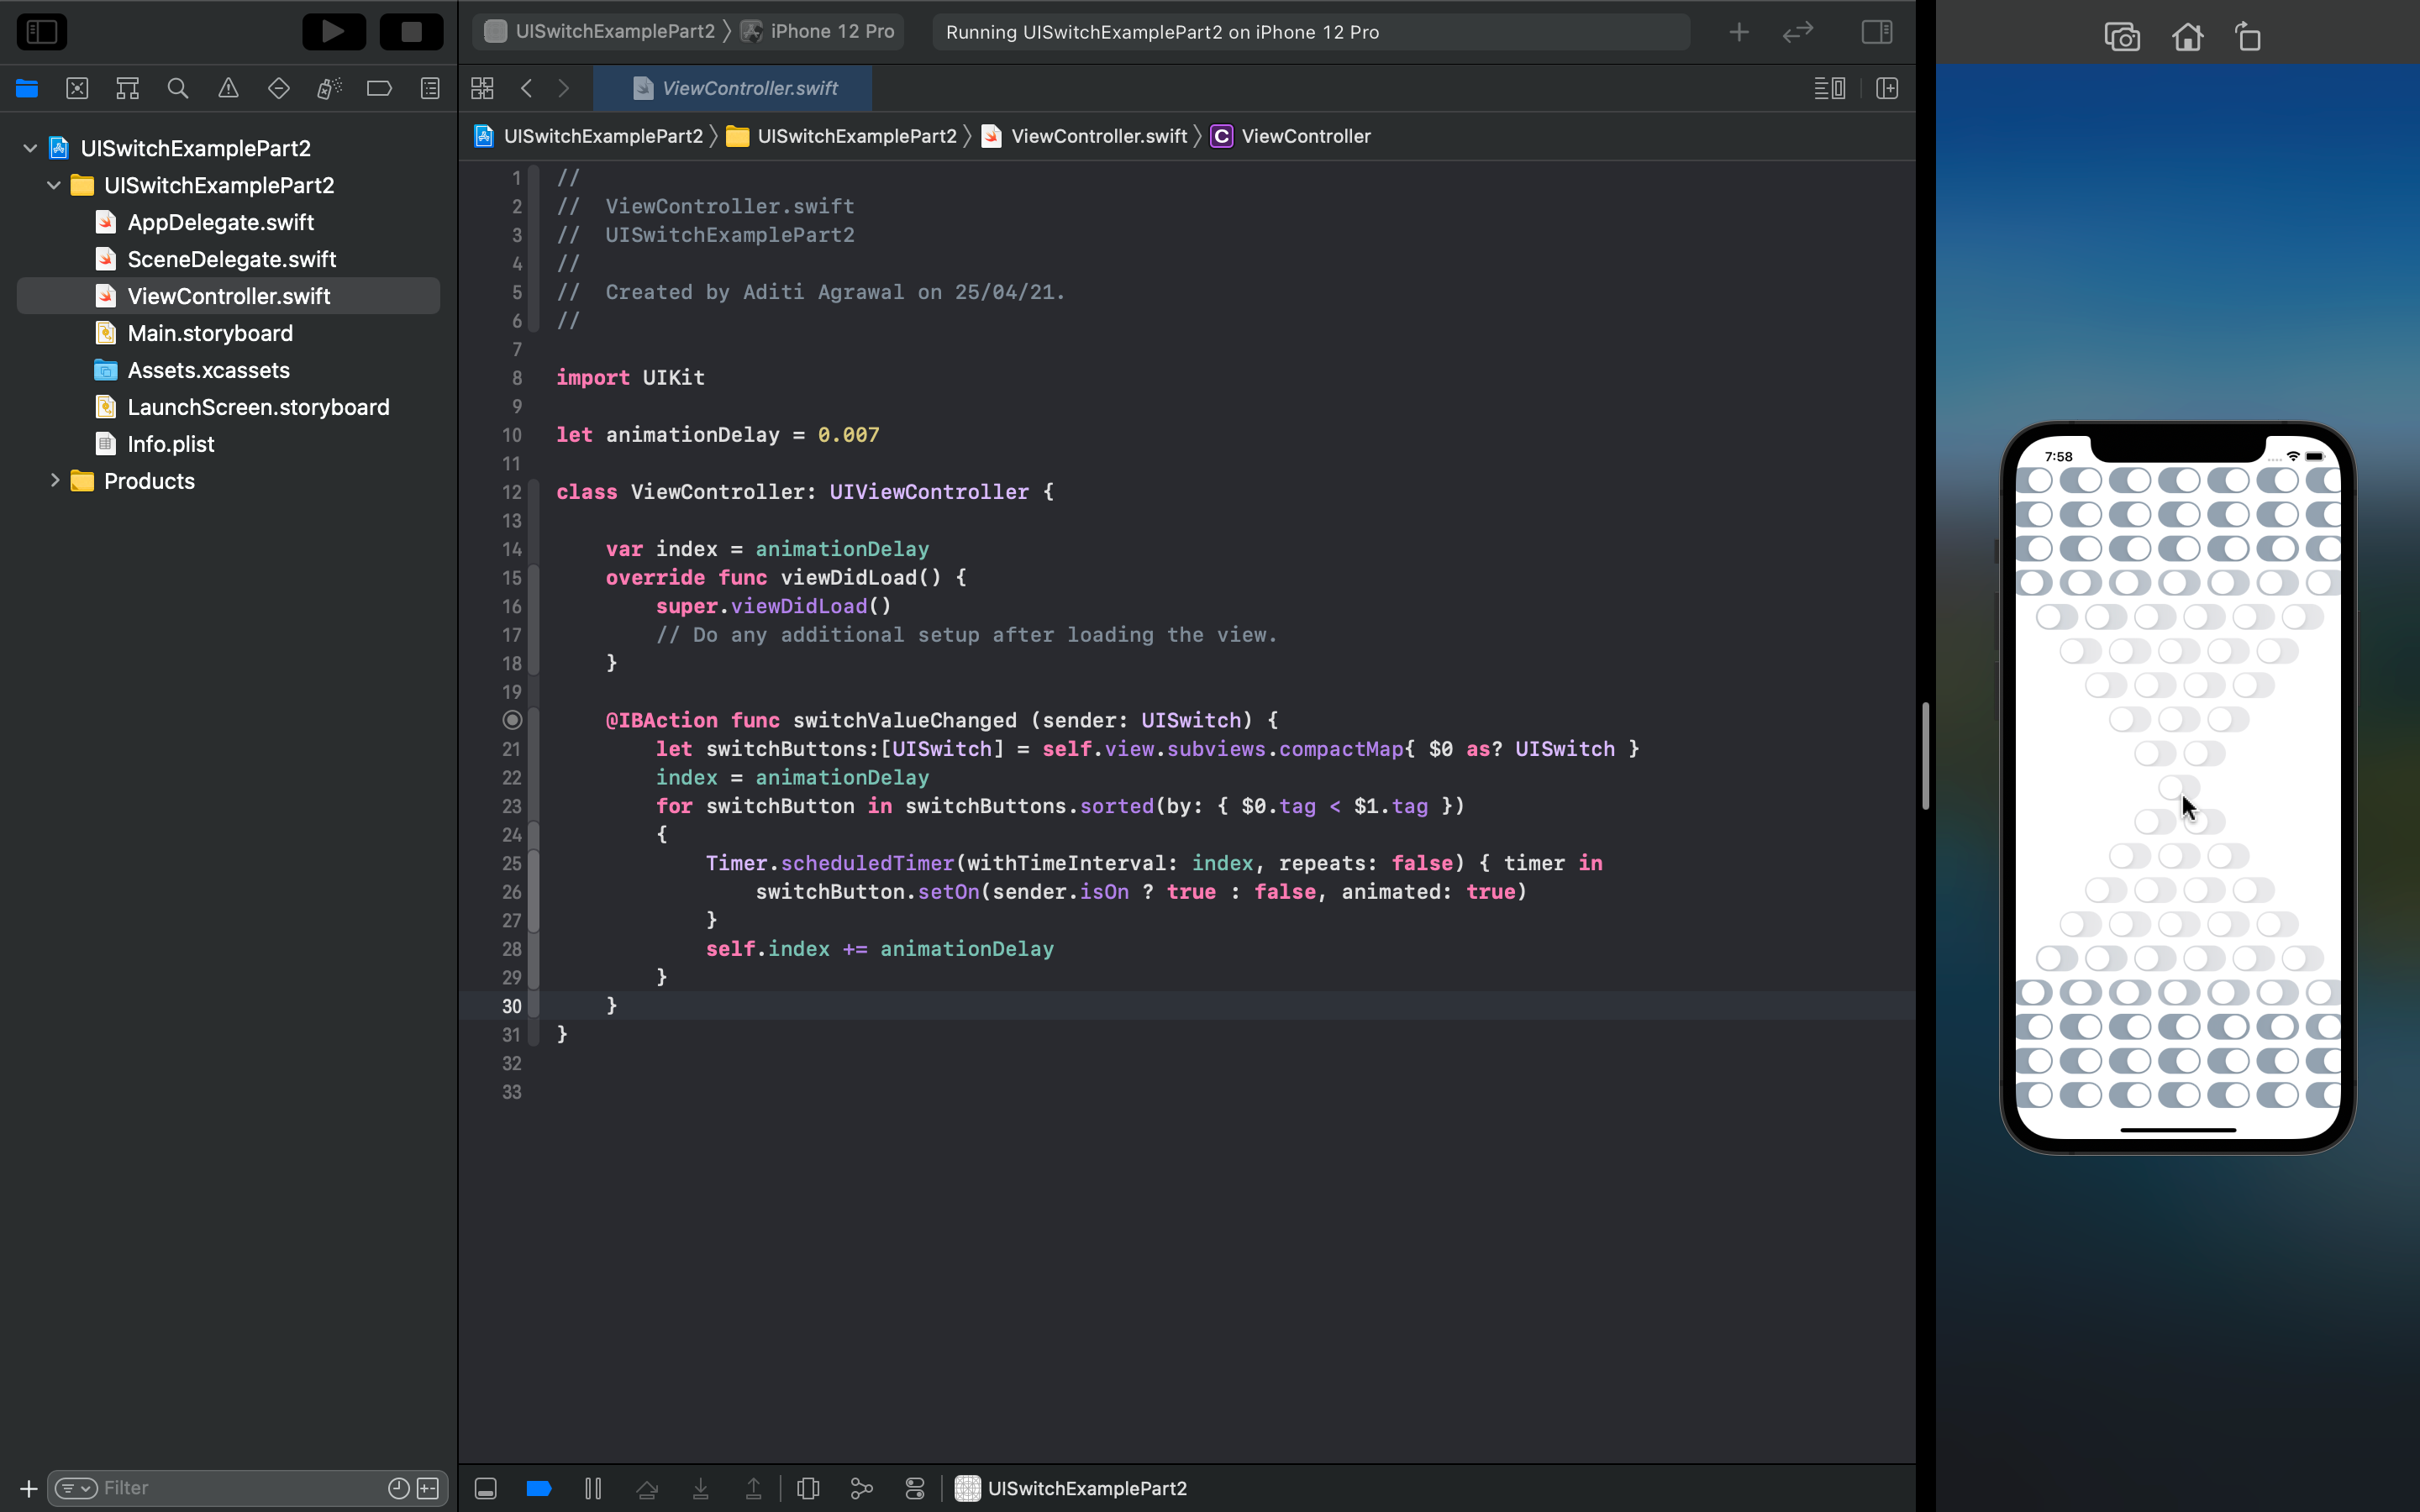 UISwitchExamplePart2 〉 iPhone 12 Pro
Running UISwitchExamplePart2 on iPhone 12 Pro
ViewController.swift
UISwitchExamplePart2 〉 UISwitchExamplePart2 〉 ViewController.swift 〉 C ViewController
UISwitchExamplePart2
UISwitchExamplePart2
AppDelegate.swift
SceneDelegate.swift
ViewController.swift
Main.storyboard
Assets.xcassets
LaunchScreen.storyboard
Info.plist
Products
Filter
1 //
2 //  ViewController.swift
3 //  UISwitchExamplePart2
4 //
5 //  Created by Aditi Agrawal on 25/04/21.
6 //
7
8 import UIKit
9
10 let animationDelay = 0.007
11
12 class ViewController: UIViewController {
13
14     var index = animationDelay
15     override func viewDidLoad() {
16         super.viewDidLoad()
17         // Do any additional setup after loading the view.
18     }
19
@IBAction func switchValueChanged (sender: UISwitch) {
21         let switchButtons:[UISwitch] = self.view.subviews.compactMap{ $0 as? UISwitch }
22         index = animationDelay
23         for switchButton in switchButtons.sorted(by: { $0.tag < $1.tag })
24         {
25             Timer.scheduledTimer(withTimeInterval: index, repeats: false) { timer in
26                 switchButton.setOn(sender.isOn ? true : false, animated: true)
27             }
28             self.index += animationDelay
29         }
30     }
31 }
32
33
UISwitchExamplePart2
7:58